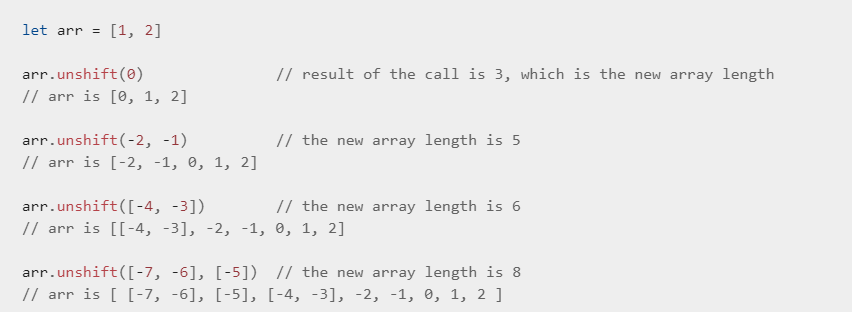 let arr = [1, 2]
arr.unshift(0)               // result of the call is 3, which is the new array length
// arr is [0, 1, 2]
arr.unshift(-2, -1)          // the new array length is 5
// arr is [-2, -1, 0, 1, 2]
arr.unshift([-4, -3])        // the new array length is 6
// arr is [[-4, -3], -2, -1, 0, 1, 2]
arr.unshift([-7, -6], [-5])  // the new array length is 8
// arr is [ [-7, -6], [-5], [-4, -3], -2, -1, 0, 1, 2 ]